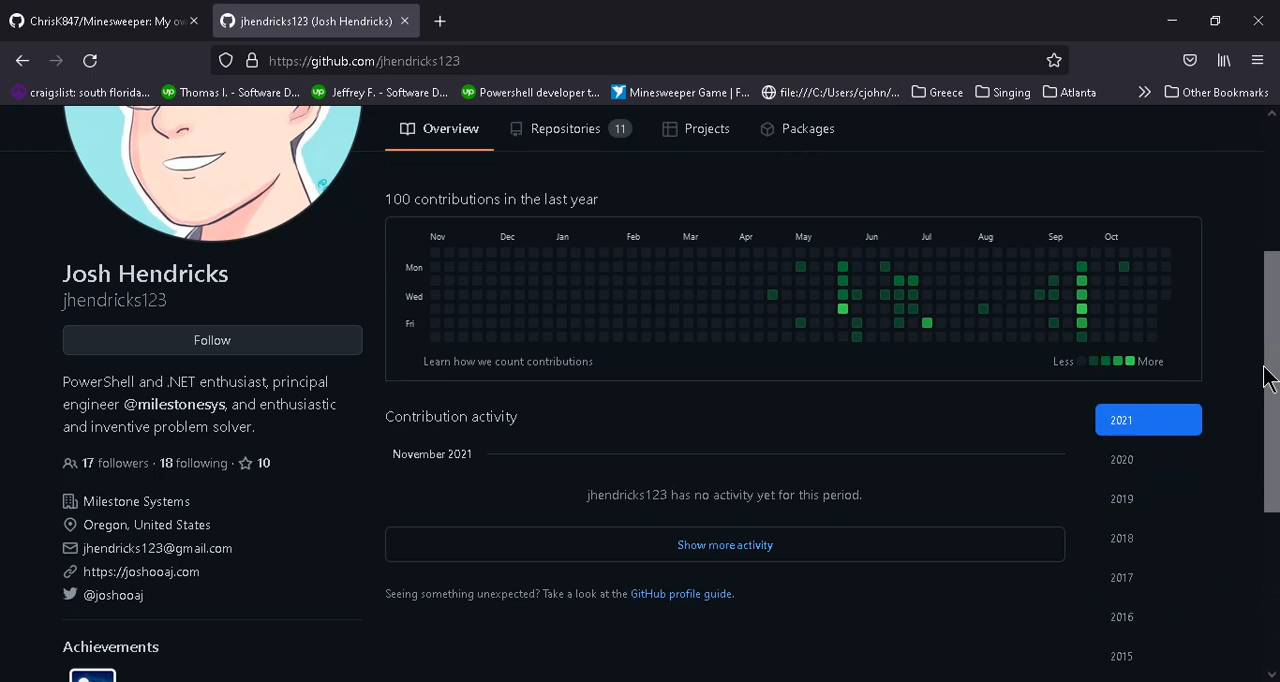 ChrisK847/Minesweeper: My ow
jhendricks123 (Josh Hendricks)
https://github.com/jhendricks123
craigslist: south florida...
Thomas I. - Software D...
Jeffrey F. - Software D...
Powershell developer t...
Minesweeper Game | F...
file:///C:/Users/cjohn/...
Greece
Singing
Atlanta
Other Bookmarks
Overview
Repositories 11
Projects
Packages
100 contributions in the last year
Nov Dec Jan Feb Mar Apr May Jun Jul Aug Sep Oct
Mon
Wed
Fri
Learn how we count contributions
Less More
Josh Hendricks
jhendricks123
Follow
PowerShell and .NET enthusiast, principal
engineer @milestonesys, and enthusiastic
and inventive problem solver.
17 followers · 18 following · 10
Milestone Systems
Oregon, United States
jhendricks123@gmail.com
https://joshooaj.com
@joshooaj
Achievements
Contribution activity
November 2021
jhendricks123 has no activity yet for this period.
Show more activity
Seeing something unexpected? Take a look at the GitHub profile guide.
2021
2020
2019
2018
2017
2016
2015